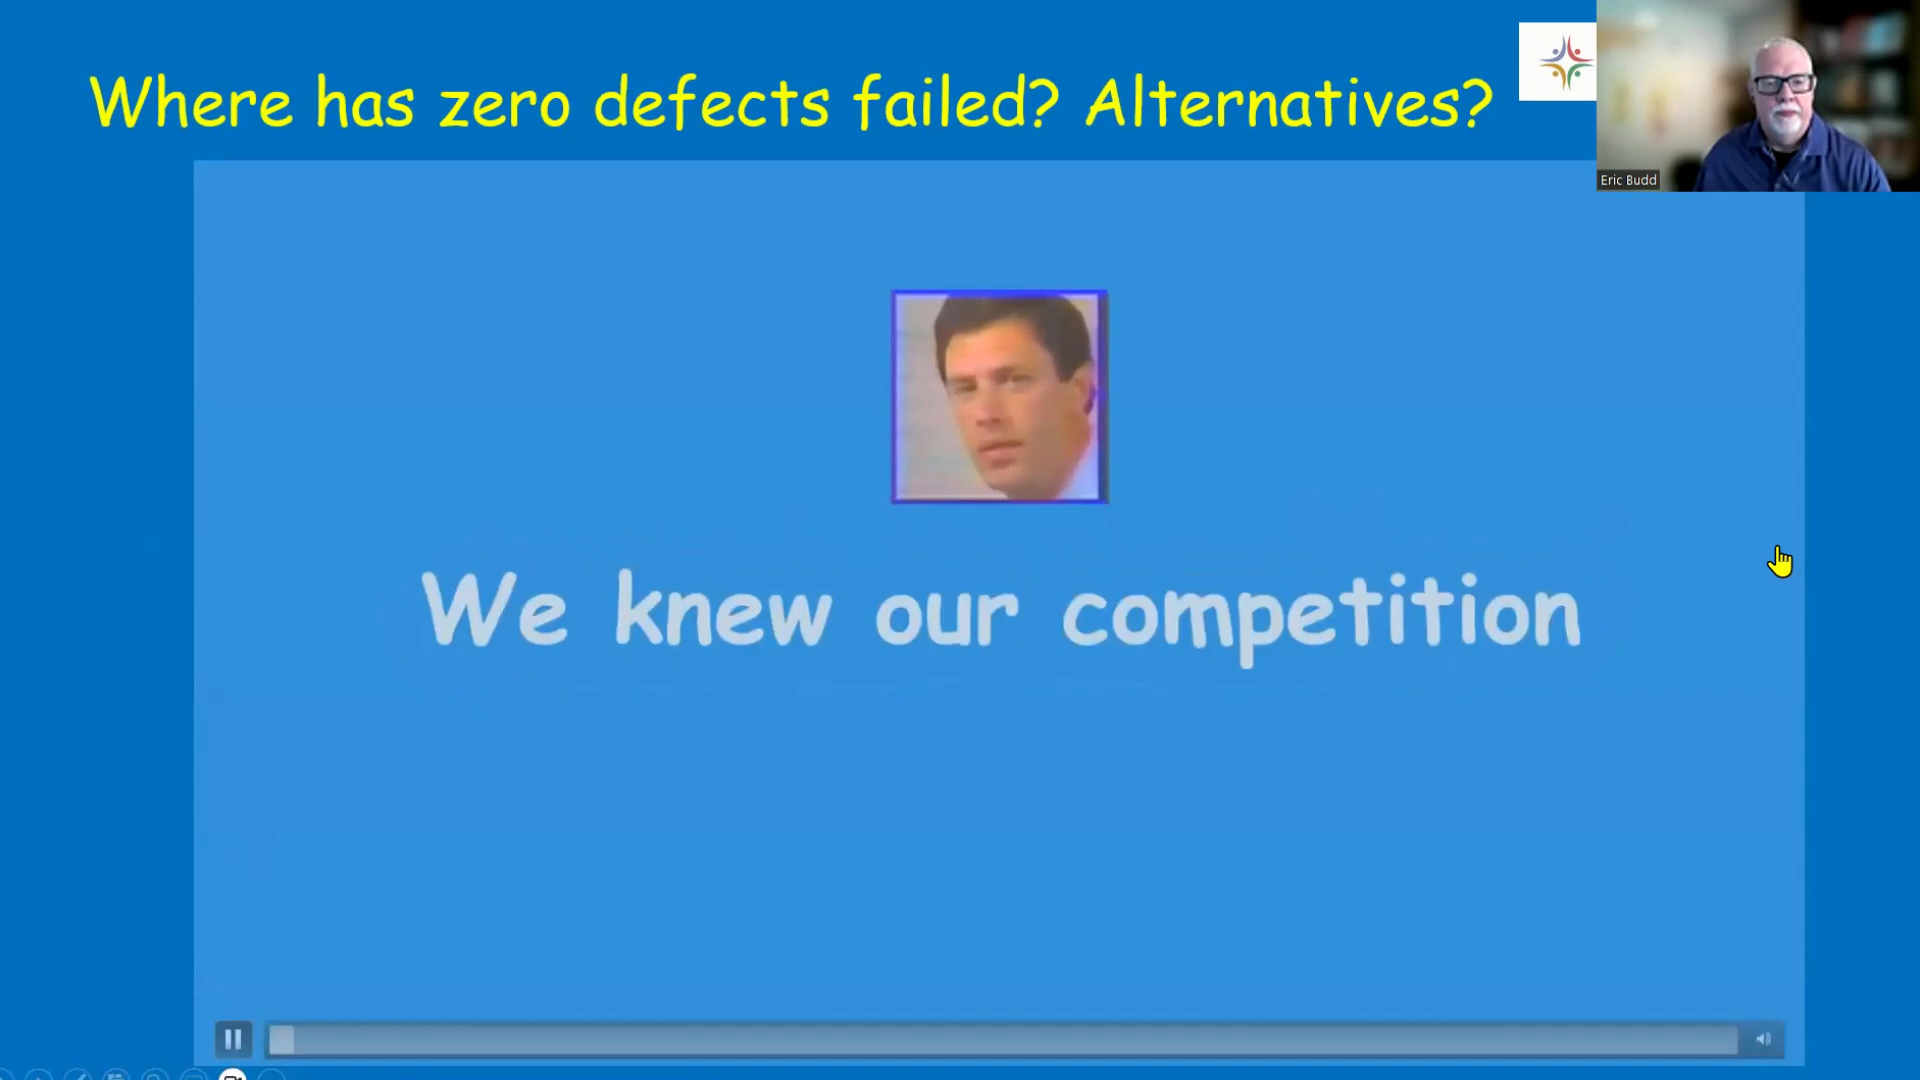 Where has zero defects failed? Alternatives?
Eric Budd
We knew our competition